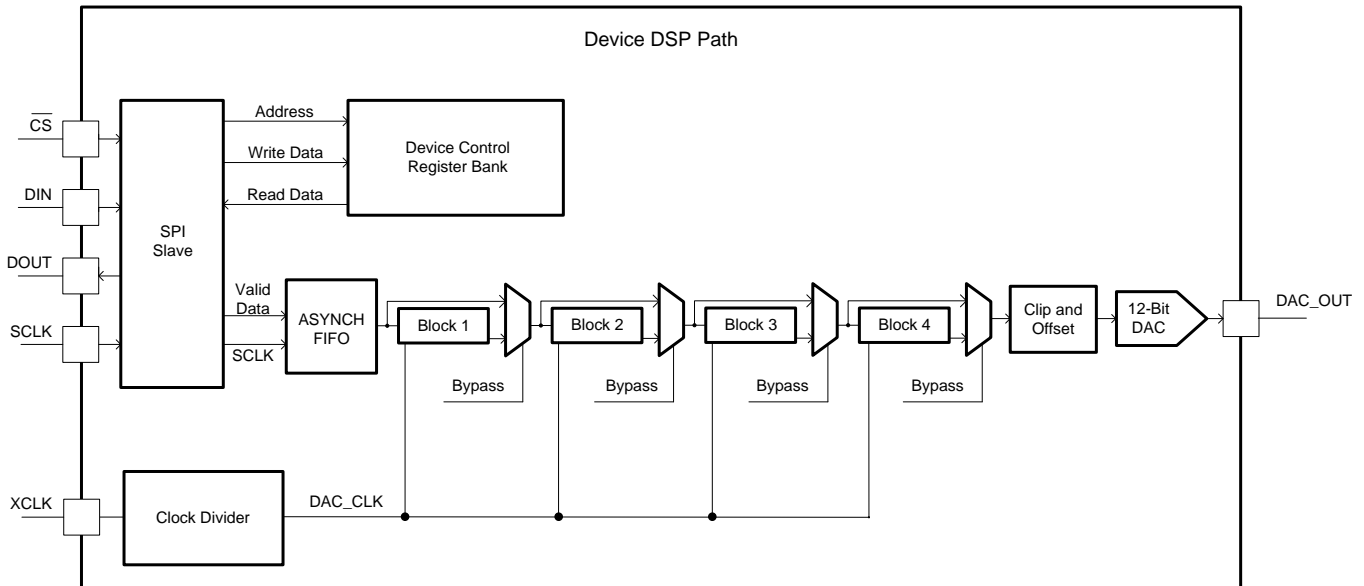 Device DSP Path
CS
DIN
DOUT
SCLK
XCLK
SPI
Slave
Address
Write Data
Read Data
Device Control
Register Bank
Valid
Data
SCLK
ASYNCH
FIFO
Block 1
Bypass
Block 2
Bypass
Block 3
Bypass
Block 4
Bypass
Clip and
Offset
12-Bit
DAC
DAC_OUT
Clock Divider
DAC_CLK